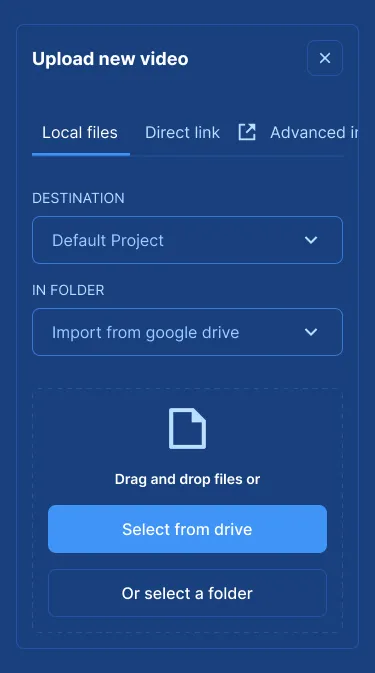 Upload new video
Local files Direct link Advanced
DESTINATION
Default Project
IN FOLDER
Import from google drive
Drag and drop files or
Select from drive
Or select a folder